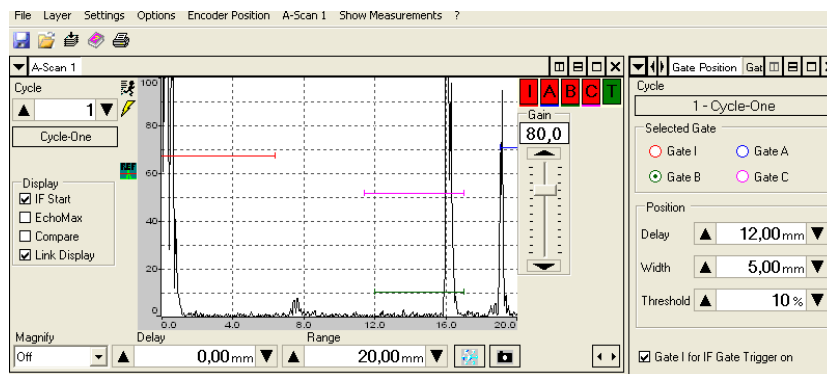 File Layer Settings Options Encoder Position A-Scan 1 Show Measurements ?
A-Scan 1
Cycle
1
Cycle-One
REF
Display
IF Start
EchoMax
Compare
Link Display
100
80
60
40
20
0
0.0 4.0 8.0 12.0 16.0 20.0
I A B C T
Gain
80,0
Magnify
Off
Delay
0,00 mm
Range
20,00 mm
Gate Position Gat
Cycle
1 - Cycle-One
Selected Gate
Gate I Gate A
Gate B Gate C
Position
Delay 12,00 mm
Width 5,00 mm
Threshold 10 %
Gate I for IF Gate Trigger on